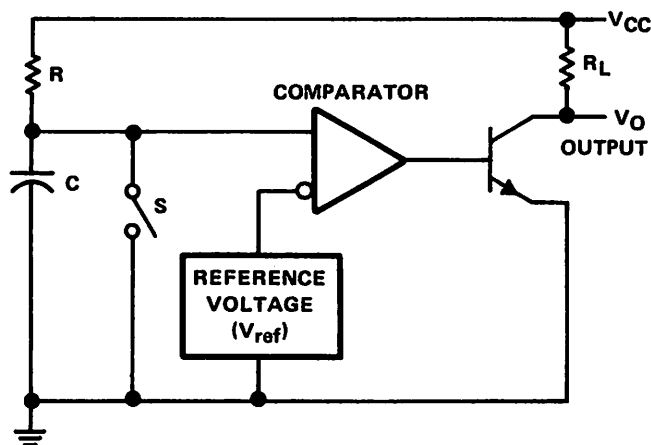 VCC
R
RL
COMPARATOR
VO
OUTPUT
C
S
REFERENCE
VOLTAGE
(Vref)